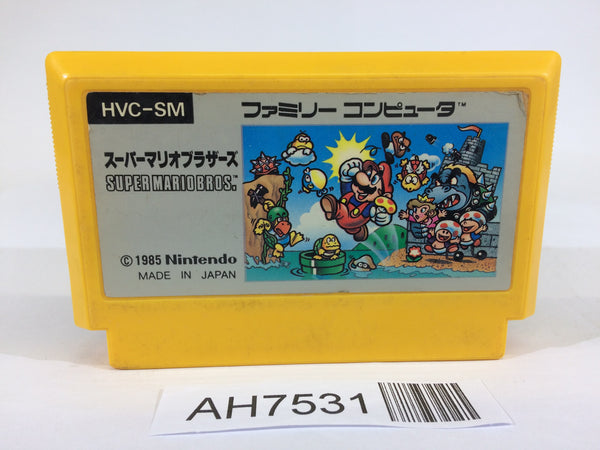 HVC-SM
ファミリー コンピュータ™
スーパーマリオブラザーズ
SUPER MARIO BROS.™
© 1985 Nintendo
MADE IN JAPAN
AH7531